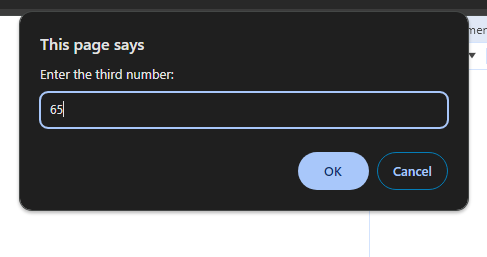 This page says
Enter the third number:
65
OK
Cancel